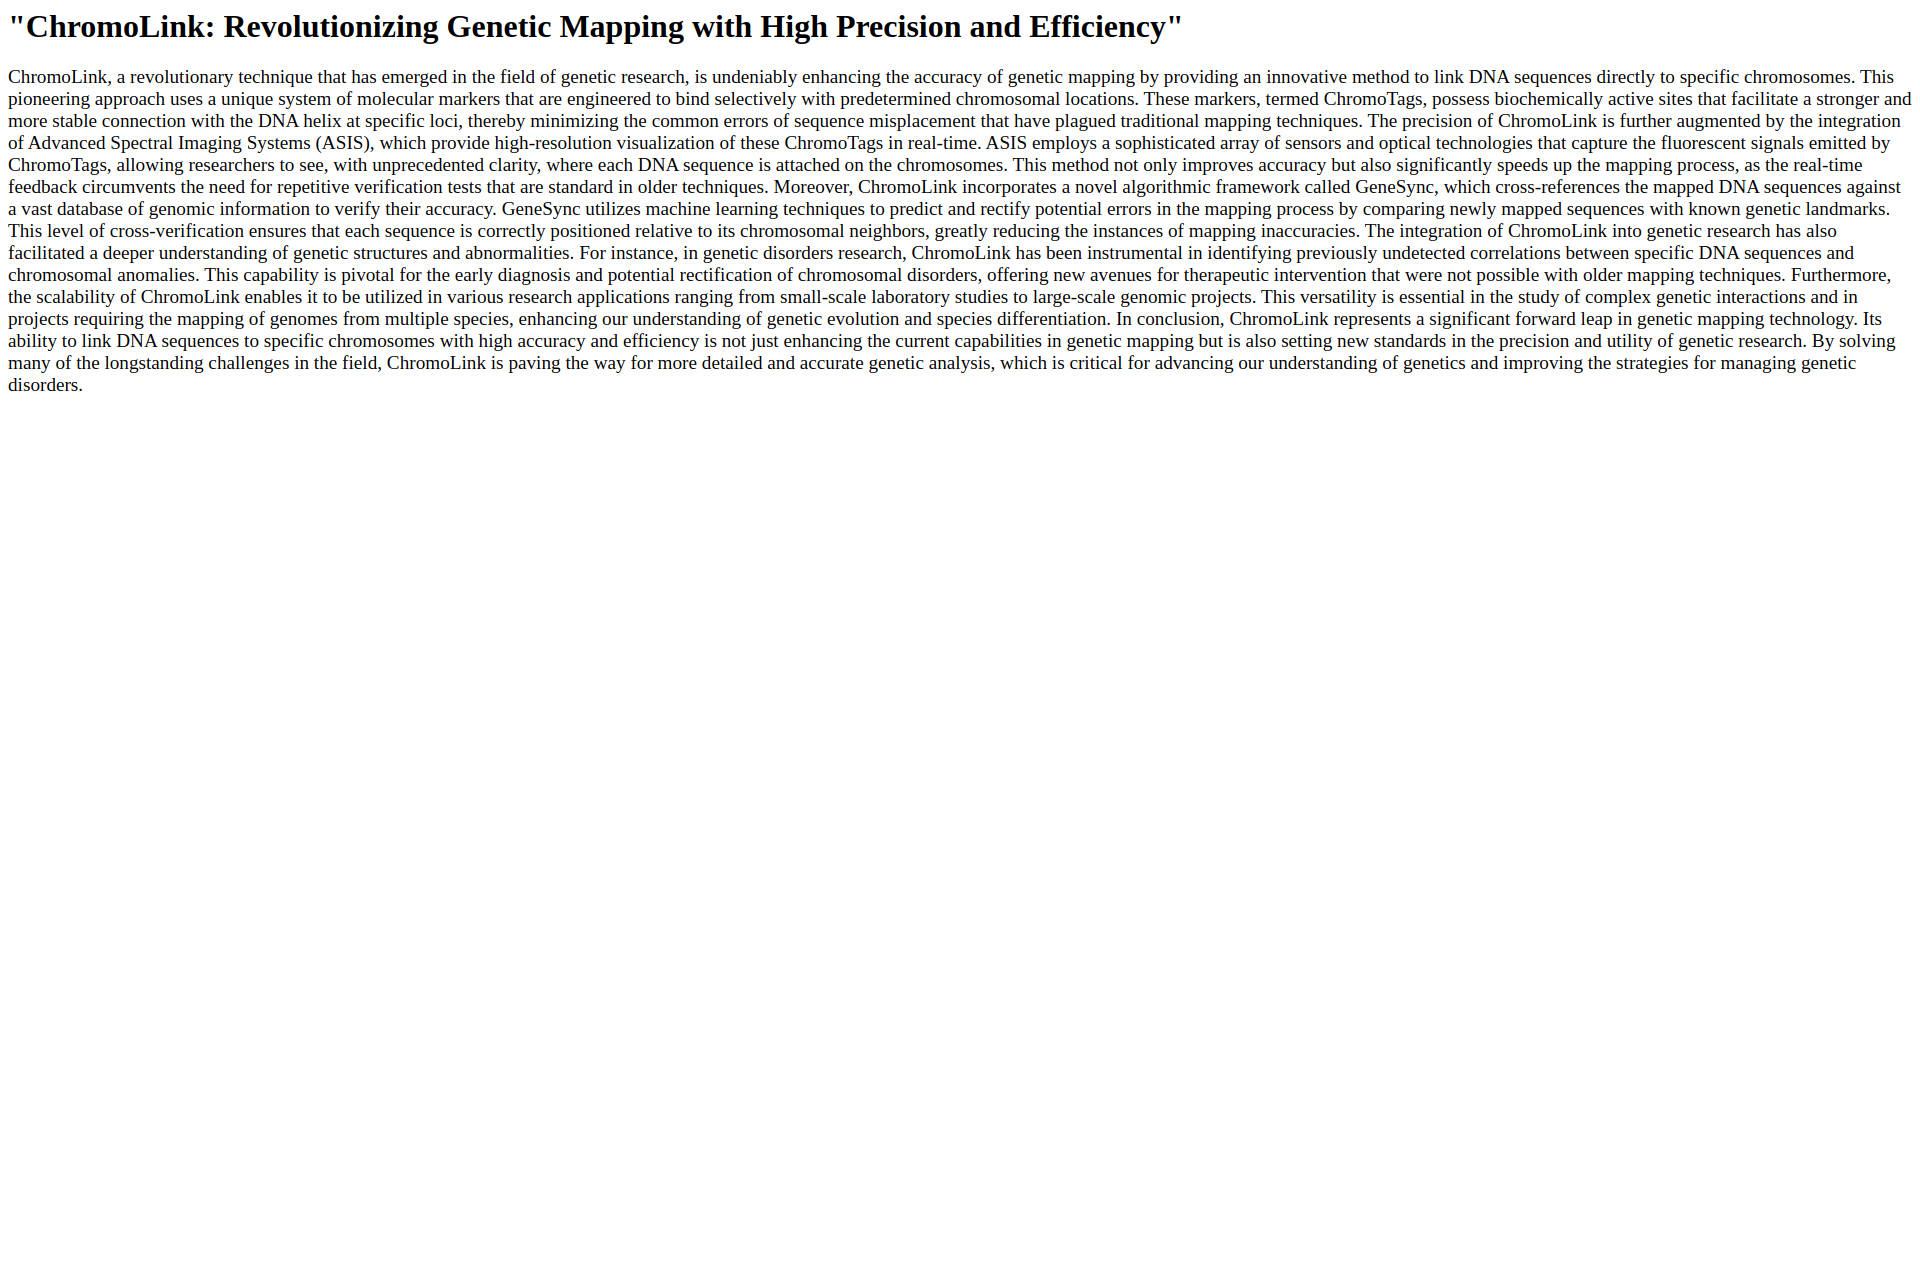 "ChromoLink: Revolutionizing Genetic Mapping with High Precision and Efficiency"
ChromoLink, a revolutionary technique that has emerged in the field of genetic research, is undeniably enhancing the accuracy of genetic mapping by providing an innovative method to link DNA sequences directly to specific chromosomes. This
pioneering approach uses a unique system of molecular markers that are engineered to bind selectively with predetermined chromosomal locations. These markers, termed ChromoTags, possess biochemically active sites that facilitate a stronger and
more stable connection with the DNA helix at specific loci, thereby minimizing the common errors of sequence misplacement that have plagued traditional mapping techniques. The precision of ChromoLink is further augmented by the integration
of Advanced Spectral Imaging Systems (ASIS), which provide high-resolution visualization of these ChromoTags in real-time. ASIS employs a sophisticated array of sensors and optical technologies that capture the fluorescent signals emitted by
ChromoTags, allowing researchers to see, with unprecedented clarity, where each DNA sequence is attached on the chromosomes. This method not only improves accuracy but also significantly speeds up the mapping process, as the real-time
feedback circumvents the need for repetitive verification tests that are standard in older techniques. Moreover, ChromoLink incorporates a novel algorithmic framework called GeneSync, which cross-references the mapped DNA sequences against
a vast database of genomic information to verify their accuracy. GeneSync utilizes machine learning techniques to predict and rectify potential errors in the mapping process by comparing newly mapped sequences with known genetic landmarks.
This level of cross-verification ensures that each sequence is correctly positioned relative to its chromosomal neighbors, greatly reducing the instances of mapping inaccuracies. The integration of ChromoLink into genetic research has also
facilitated a deeper understanding of genetic structures and abnormalities. For instance, in genetic disorders research, ChromoLink has been instrumental in identifying previously undetected correlations between specific DNA sequences and
chromosomal anomalies. This capability is pivotal for the early diagnosis and potential rectification of chromosomal disorders, offering new avenues for therapeutic intervention that were not possible with older mapping techniques. Furthermore,
the scalability of ChromoLink enables it to be utilized in various research applications ranging from small-scale laboratory studies to large-scale genomic projects. This versatility is essential in the study of complex genetic interactions and in
projects requiring the mapping of genomes from multiple species, enhancing our understanding of genetic evolution and species differentiation. In conclusion, ChromoLink represents a significant forward leap in genetic mapping technology. Its
ability to link DNA sequences to specific chromosomes with high accuracy and efficiency is not just enhancing the current capabilities in genetic mapping but is also setting new standards in the precision and utility of genetic research. By solving
many of the longstanding challenges in the field, ChromoLink is paving the way for more detailed and accurate genetic analysis, which is critical for advancing our understanding of genetics and improving the strategies for managing genetic
disorders.